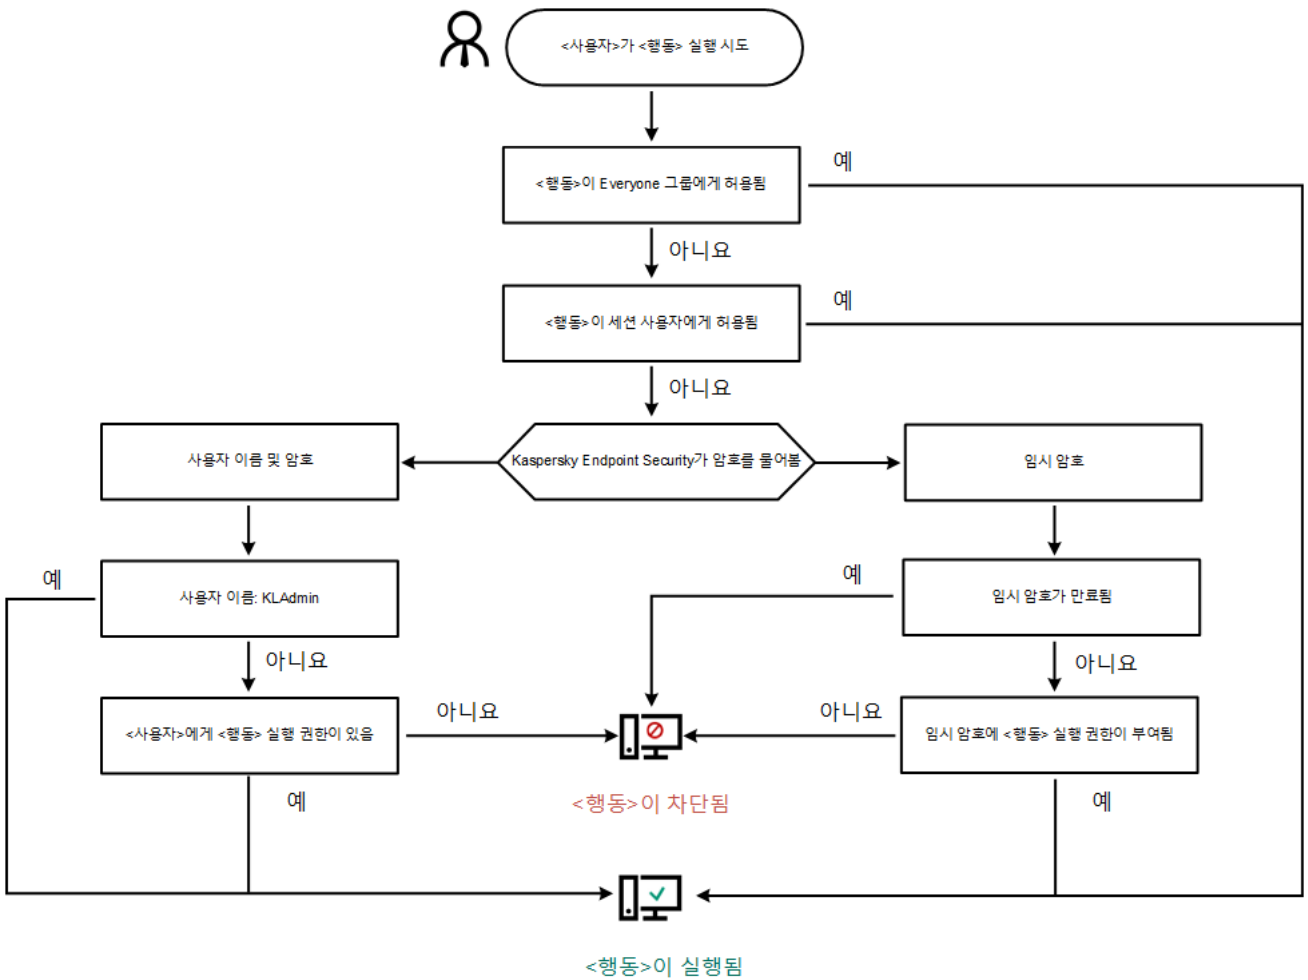 <사용자>가 <행동> 실행 시도
<행동>이 Everyone 그룹에게 허용됨
예
아니요
<행동>이 세션 사용자에게 허용됨
예
아니요
사용자 이름 및 암호
Kaspersky Endpoint Security가 암호를 물어봄
임시 암호
예
사용자 이름: KLAdmin
예
임시 암호가 만료됨
아니요
아니요
<사용자>에게 <행동> 실행 권한이 있음
아니요
아니요
임시 암호에 <행동> 실행 권한이 부여됨
예
<행동>이 차단됨
예
<행동>이 실행됨